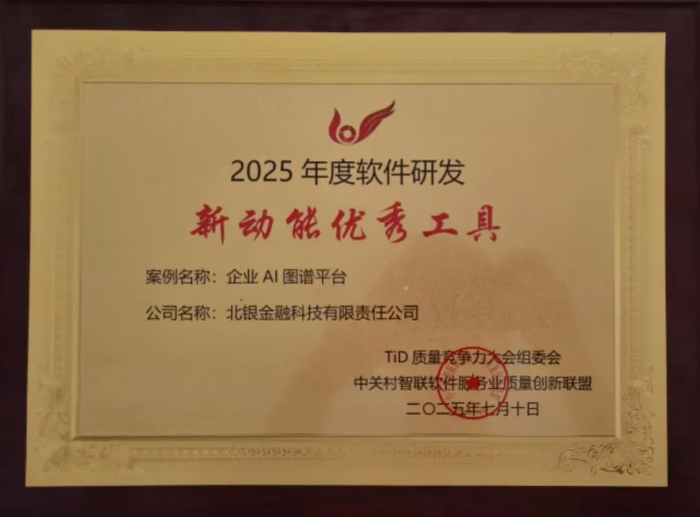 2025 年度软件研发
新动能优秀工具
案例名称：企业 AI 图谱平台
公司名称：北银金融科技有限责任公司
TiD 质量竞争力大会组委会
中关村智联软件服务业质量创新联盟
二〇二五年七月十日